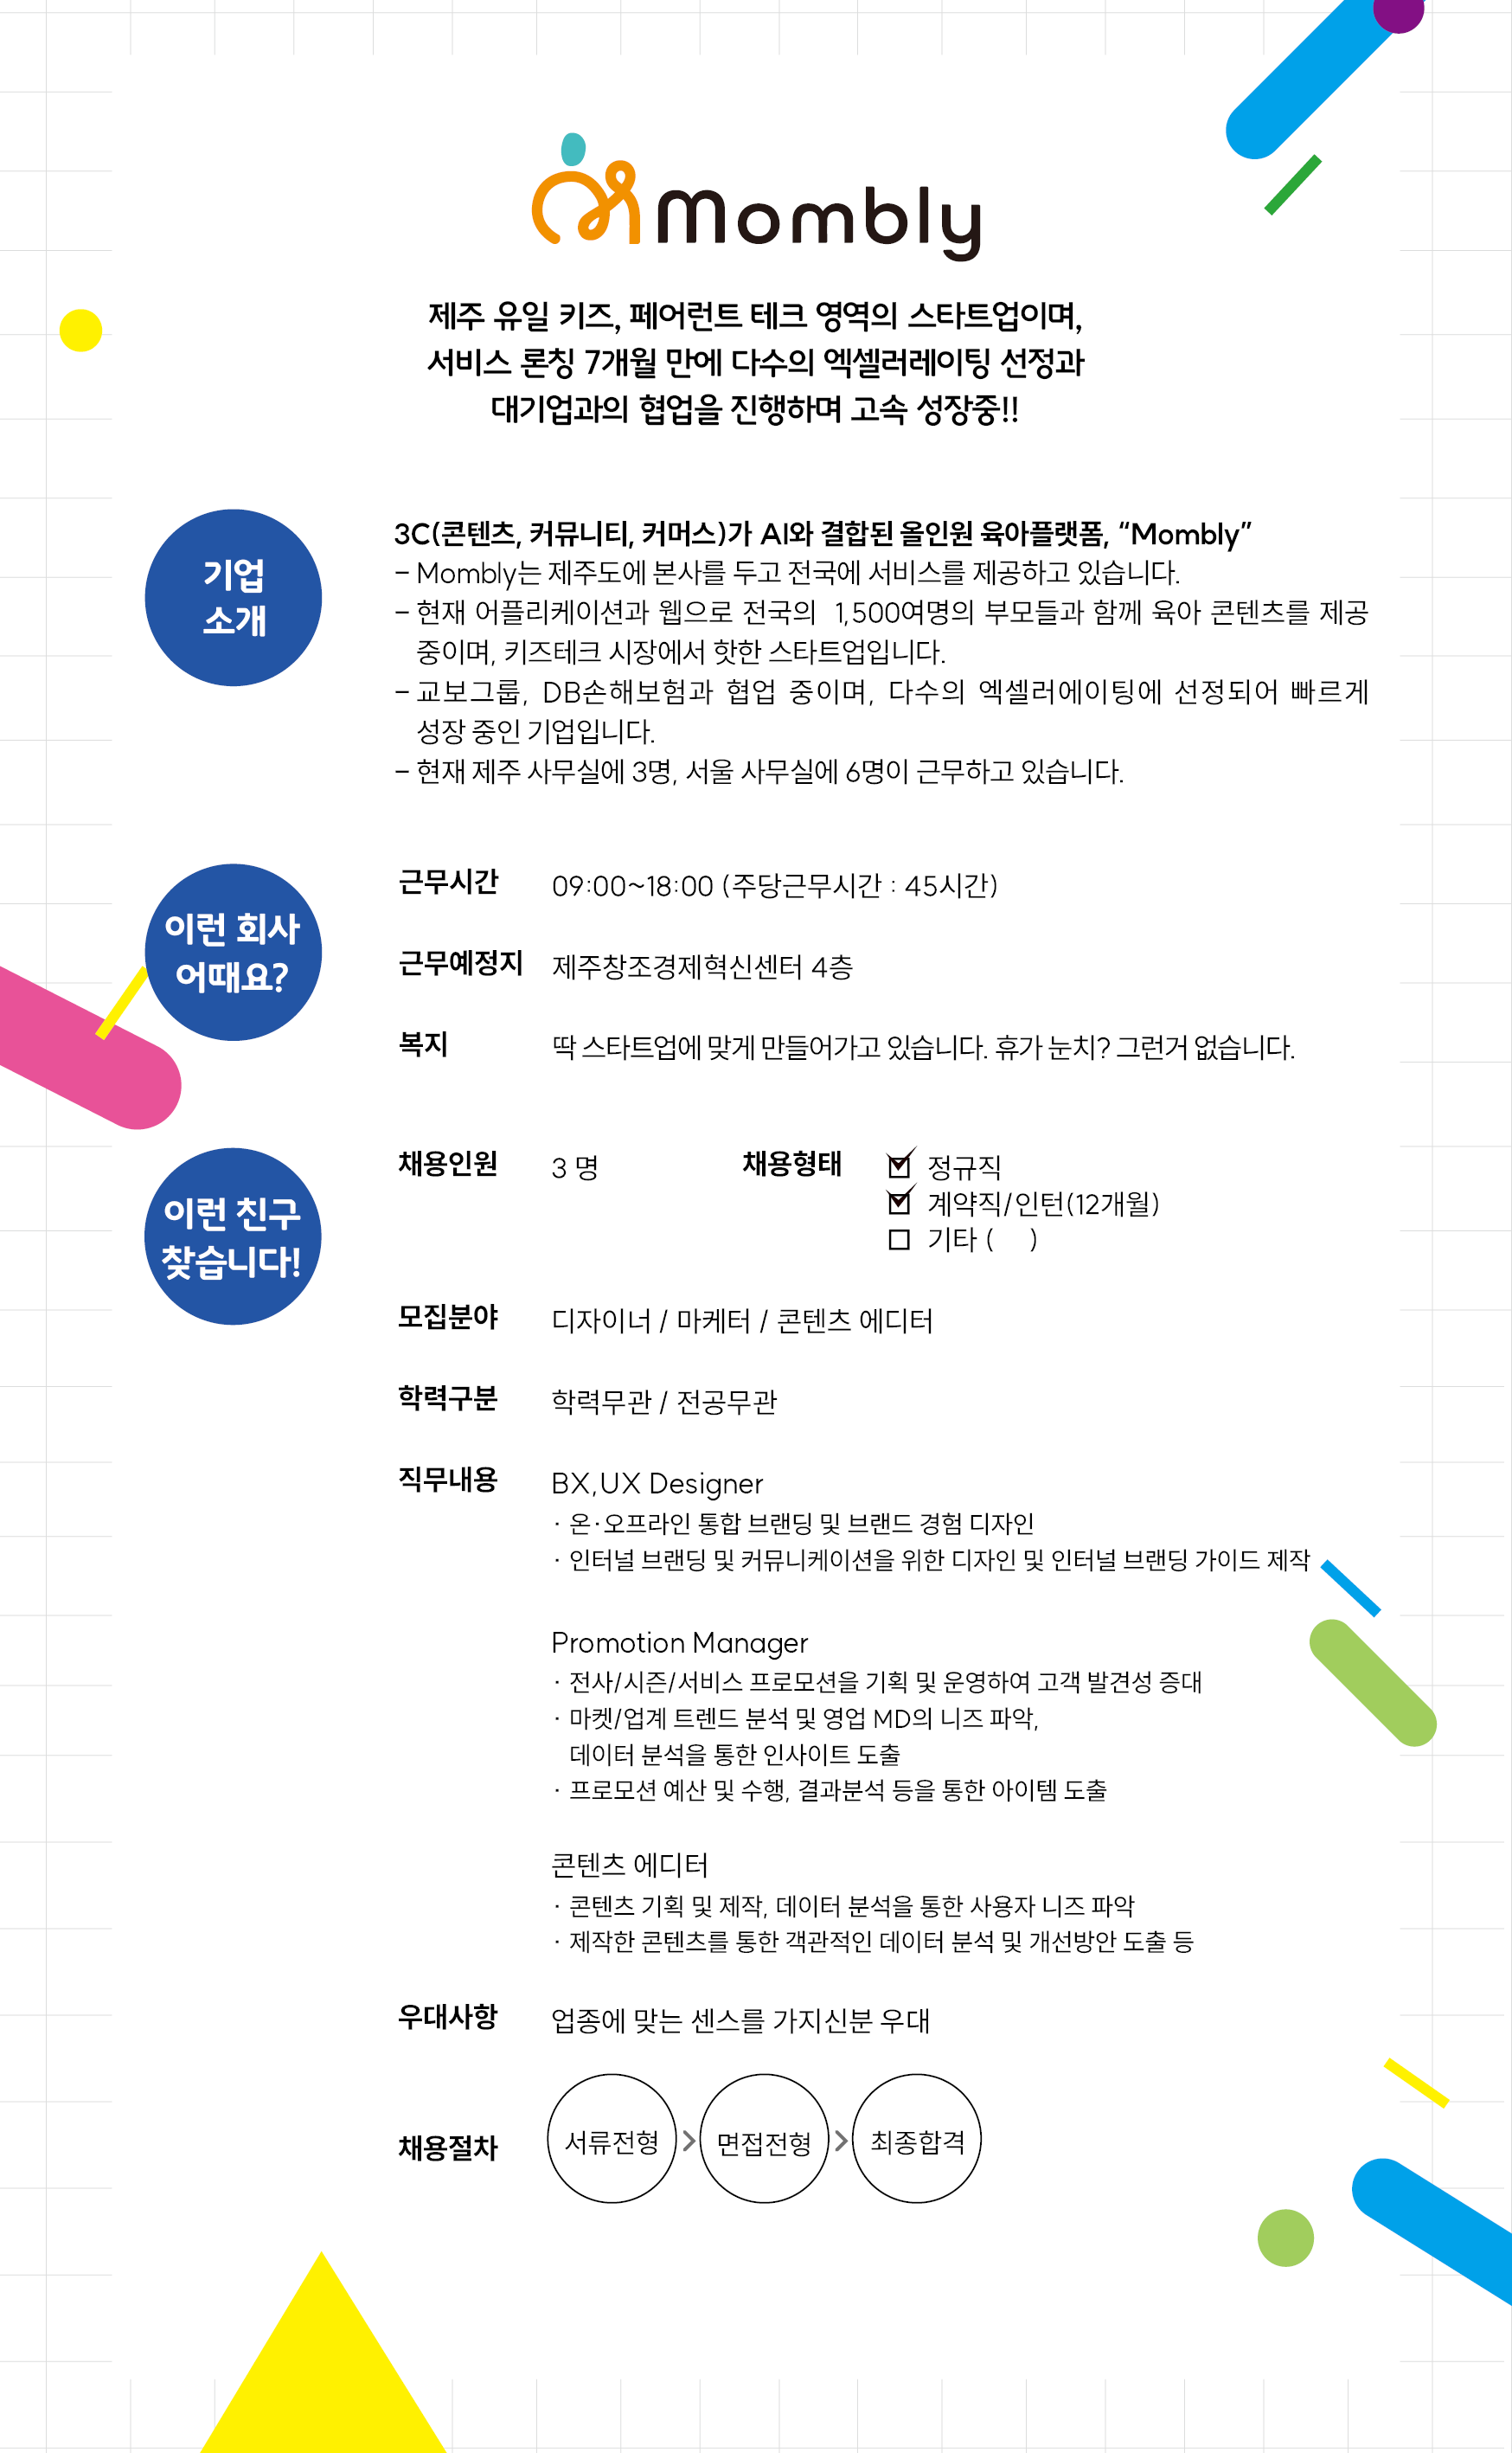 Mombly
제주 유일 키즈, 페어런트 테크 영역의 스타트업이며,
서비스 론칭 7개월 만에 다수의 엑셀러레이팅 선정과
대기업과의 협업을 진행하며 고속 성장중!!
기업
소개
3C(콘텐츠, 커뮤니티, 커머스)가 AI와 결합된 올인원 육아플랫폼, “Mombly”
- Mombly는 제주도에 본사를 두고 전국에 서비스를 제공하고 있습니다.
- 현재 어플리케이션과 웹으로 전국의 1,500여명의 부모들과 함께 육아 콘텐츠를 제공
중이며, 키즈테크 시장에서 핫한 스타트업입니다.
- 교보그룹, DB손해보험과 협업 중이며, 다수의 엑셀러에이팅에 선정되어 빠르게
성장 중인 기업입니다.
- 현재 제주 사무실에 3명, 서울 사무실에 6명이 근무하고 있습니다.
이런 회사
어때요?
근무시간 09:00~18:00 (주당근무시간 : 45시간)
근무예정지 제주창조경제혁신센터 4층
복지 딱 스타트업에 맞게 만들어가고 있습니다. 휴가 눈치? 그런거 없습니다.
이런 친구
찾습니다!
채용인원 3 명 채용형태 정규직
계약직/인턴(12개월)
기타 ( )
모집분야 디자이너 / 마케터 / 콘텐츠 에디터
학력구분 학력무관 / 전공무관
직무내용 BX,UX Designer
· 온·오프라인 통합 브랜딩 및 브랜드 경험 디자인
· 인터널 브랜딩 및 커뮤니케이션을 위한 디자인 및 인터널 브랜딩 가이드 제작
Promotion Manager
· 전사/시즌/서비스 프로모션을 기획 및 운영하여 고객 발견성 증대
· 마켓/업계 트렌드 분석 및 영업 MD의 니즈 파악,
데이터 분석을 통한 인사이트 도출
· 프로모션 예산 및 수행, 결과분석 등을 통한 아이템 도출
콘텐츠 에디터
· 콘텐츠 기획 및 제작, 데이터 분석을 통한 사용자 니즈 파악
· 제작한 콘텐츠를 통한 객관적인 데이터 분석 및 개선방안 도출 등
우대사항 업종에 맞는 센스를 가지신분 우대
채용절차 서류전형 > 면접전형 > 최종합격